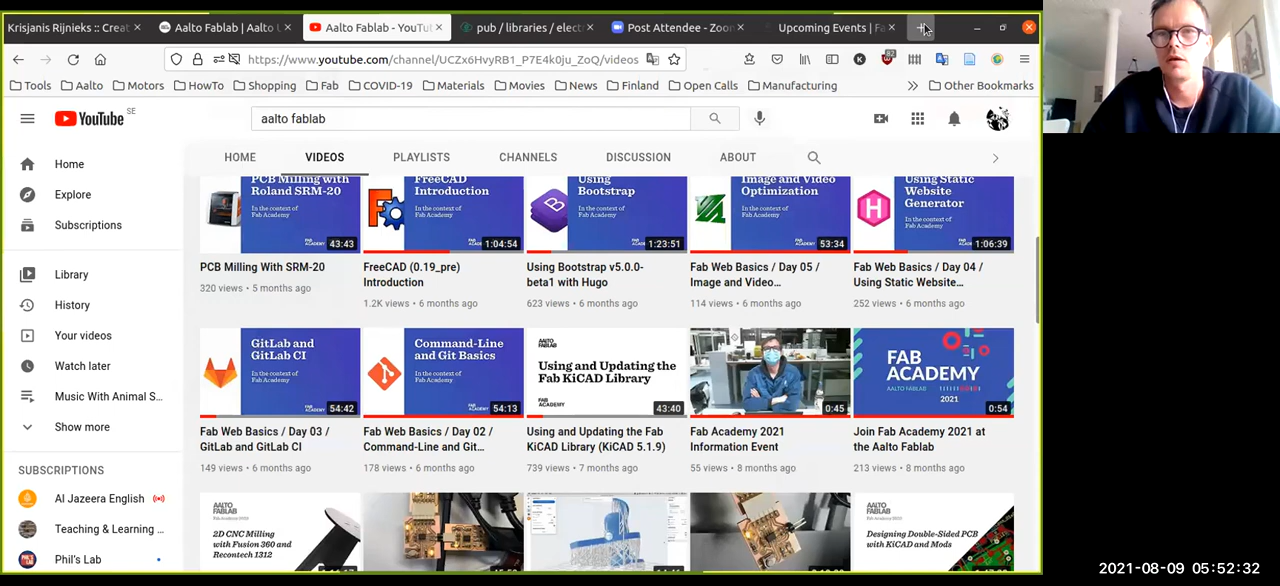 Krisjanis Rijnieks :: Creat
Aalto Fablab | Aalto U
Aalto Fablab - YouTu
pub / libraries / elect
Post Attendee - Zoom
Upcoming Events | Fa
https://www.youtube.com/channel/UCZx6HvyRB1_P7E4k0ju_ZoQ/videos
Tools
Aalto
Motors
HowTo
Shopping
Fab
COVID-19
Materials
Movies
News
Finland
Open Calls
Manufacturing
Other Bookmarks
YouTube SE
aalto fablab
Home
Explore
Subscriptions
Library
History
Your videos
Watch later
Music With Animal S...
Show more
SUBSCRIPTIONS
Al Jazeera English
Teaching & Learning ...
Phil's Lab
HOME
VIDEOS
PLAYLISTS
CHANNELS
DISCUSSION
ABOUT
PCB Milling with
Roland SRM-20
In the context of
Fab Academy
43:43
FreeCAD
Introduction
In the context of
Fab Academy
1:04:54
Using
Bootstrap
In the context of
Fab Academy
1:23:51
Image and Video
Optimization
In the context of
Fab Academy
53:34
Using Static
Website
Generator
In the context of
Fab Academy
1:06:39
PCB Milling With SRM-20
320 views • 5 months ago
FreeCAD (0.19_pre)
Introduction
1.2K views • 6 months ago
Using Bootstrap v5.0.0-
beta1 with Hugo
623 views • 6 months ago
Fab Web Basics / Day 05 /
Image and Video...
114 views • 6 months ago
Fab Web Basics / Day 04 /
Using Static Website...
252 views • 6 months ago
GitLab and
GitLab CI
In the context of
Fab Academy
54:42
Command-Line
and Git Basics
In the context of
Fab Academy
54:13
AALTO
FABLAB
Using and Updating the
Fab KiCAD Library
FAB
ACADEMY
43:40
0:45
FAB
ACADEMY
AALTO FABLAB
2021
0:54
Fab Web Basics / Day 03 /
GitLab and GitLab CI
149 views • 6 months ago
Fab Web Basics / Day 02 /
Command-Line and Git...
178 views • 6 months ago
Using and Updating the Fab
KiCAD Library (KiCAD 5.1.9)
739 views • 7 months ago
Fab Academy 2021
Information Event
55 views • 8 months ago
Join Fab Academy 2021 at
the Aalto Fablab
213 views • 8 months ago
AALTO
FABLAB
2D CNC Milling
with Fusion 360 and
Recontech 1312
AALTO
FABLAB
Designing Double-Sided PCB
with KiCAD and Mods
2021-08-09 05:52:32